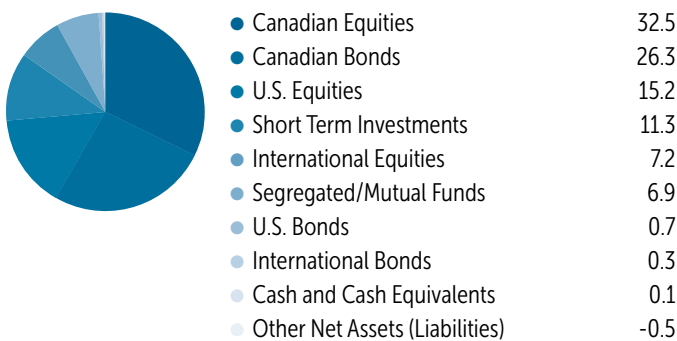 Canadian Equities 32.5
Canadian Bonds 26.3
U.S. Equities 15.2
Short Term Investments 11.3
International Equities 7.2
Segregated/Mutual Funds 6.9
U.S. Bonds 0.7
International Bonds 0.3
Cash and Cash Equivalents 0.1
Other Net Assets (Liabilities) -0.5